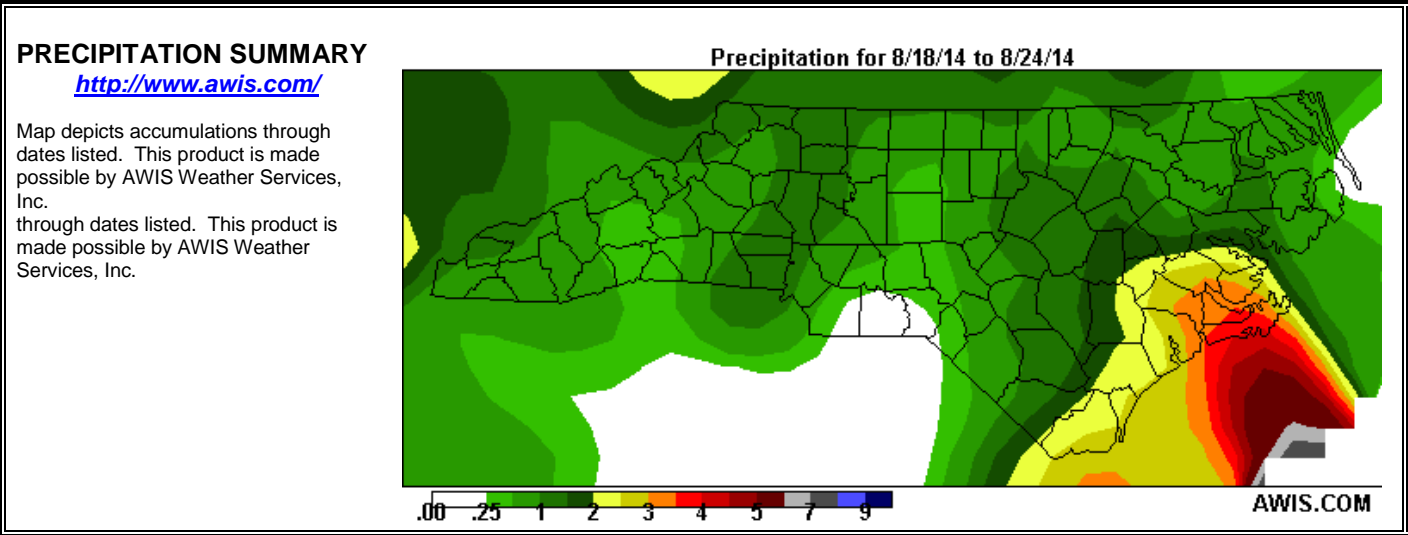 PRECIPITATION SUMMARY
http://www.awis.com/
Map depicts accumulations through
dates listed. This product is made
possible by AWIS Weather Services,
Inc.
through dates listed. This product is
made possible by AWIS Weather
Services, Inc.
Precipitation for 8/18/14 to 8/24/14
.00 .25 1 2 3 4 5 7 9
AWIS.COM